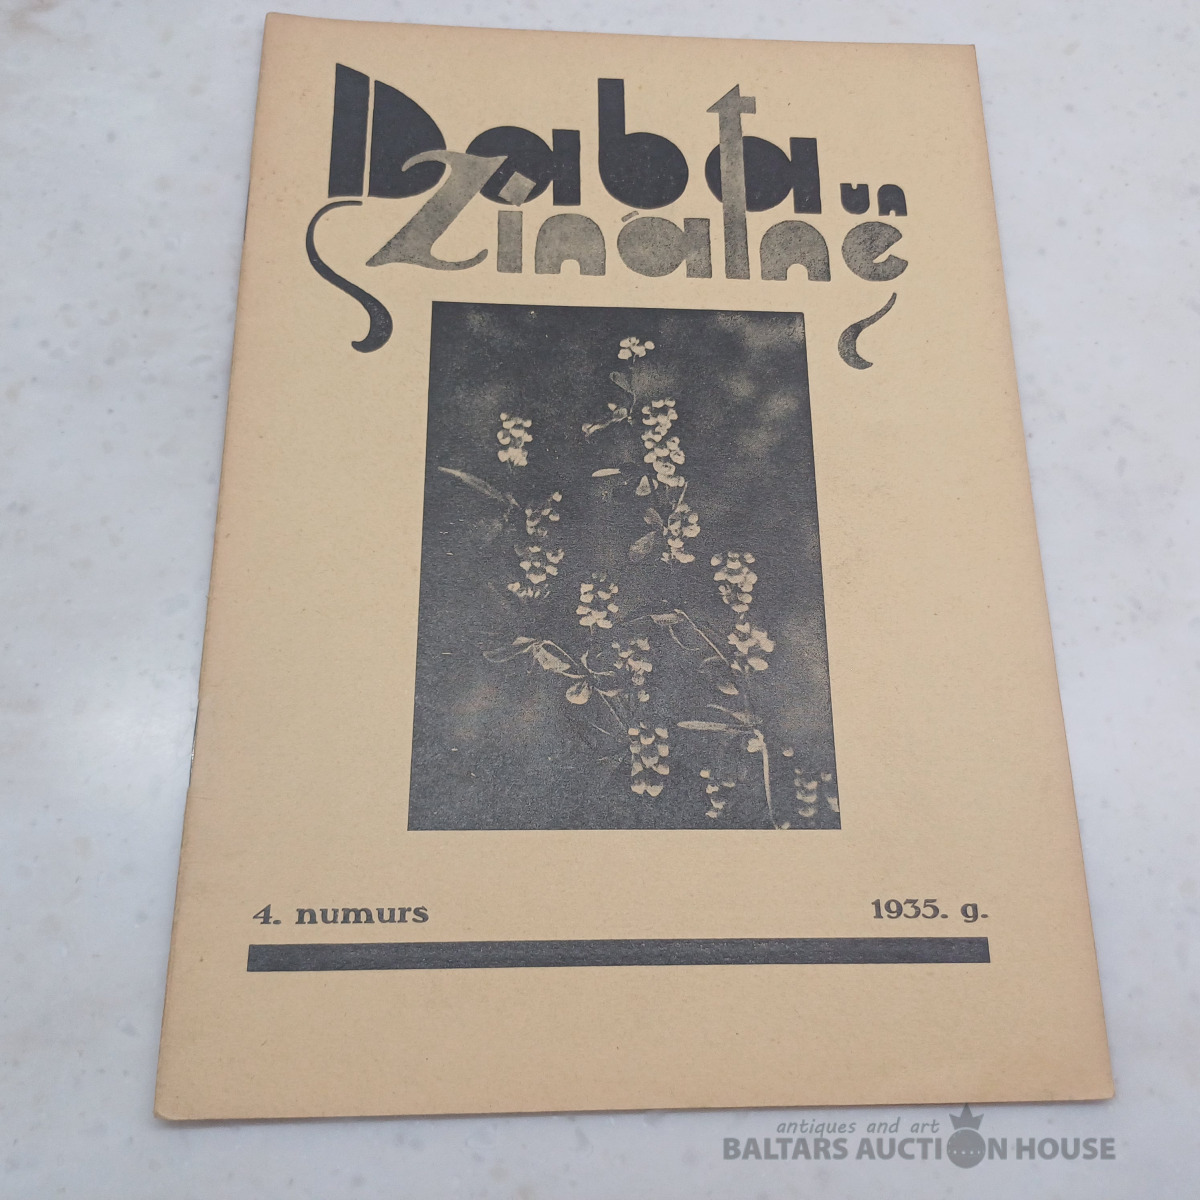 Daba un
Zinātne
4. numurs
1935. g.
antiques and art
BALTARS AUCTION HOUSE